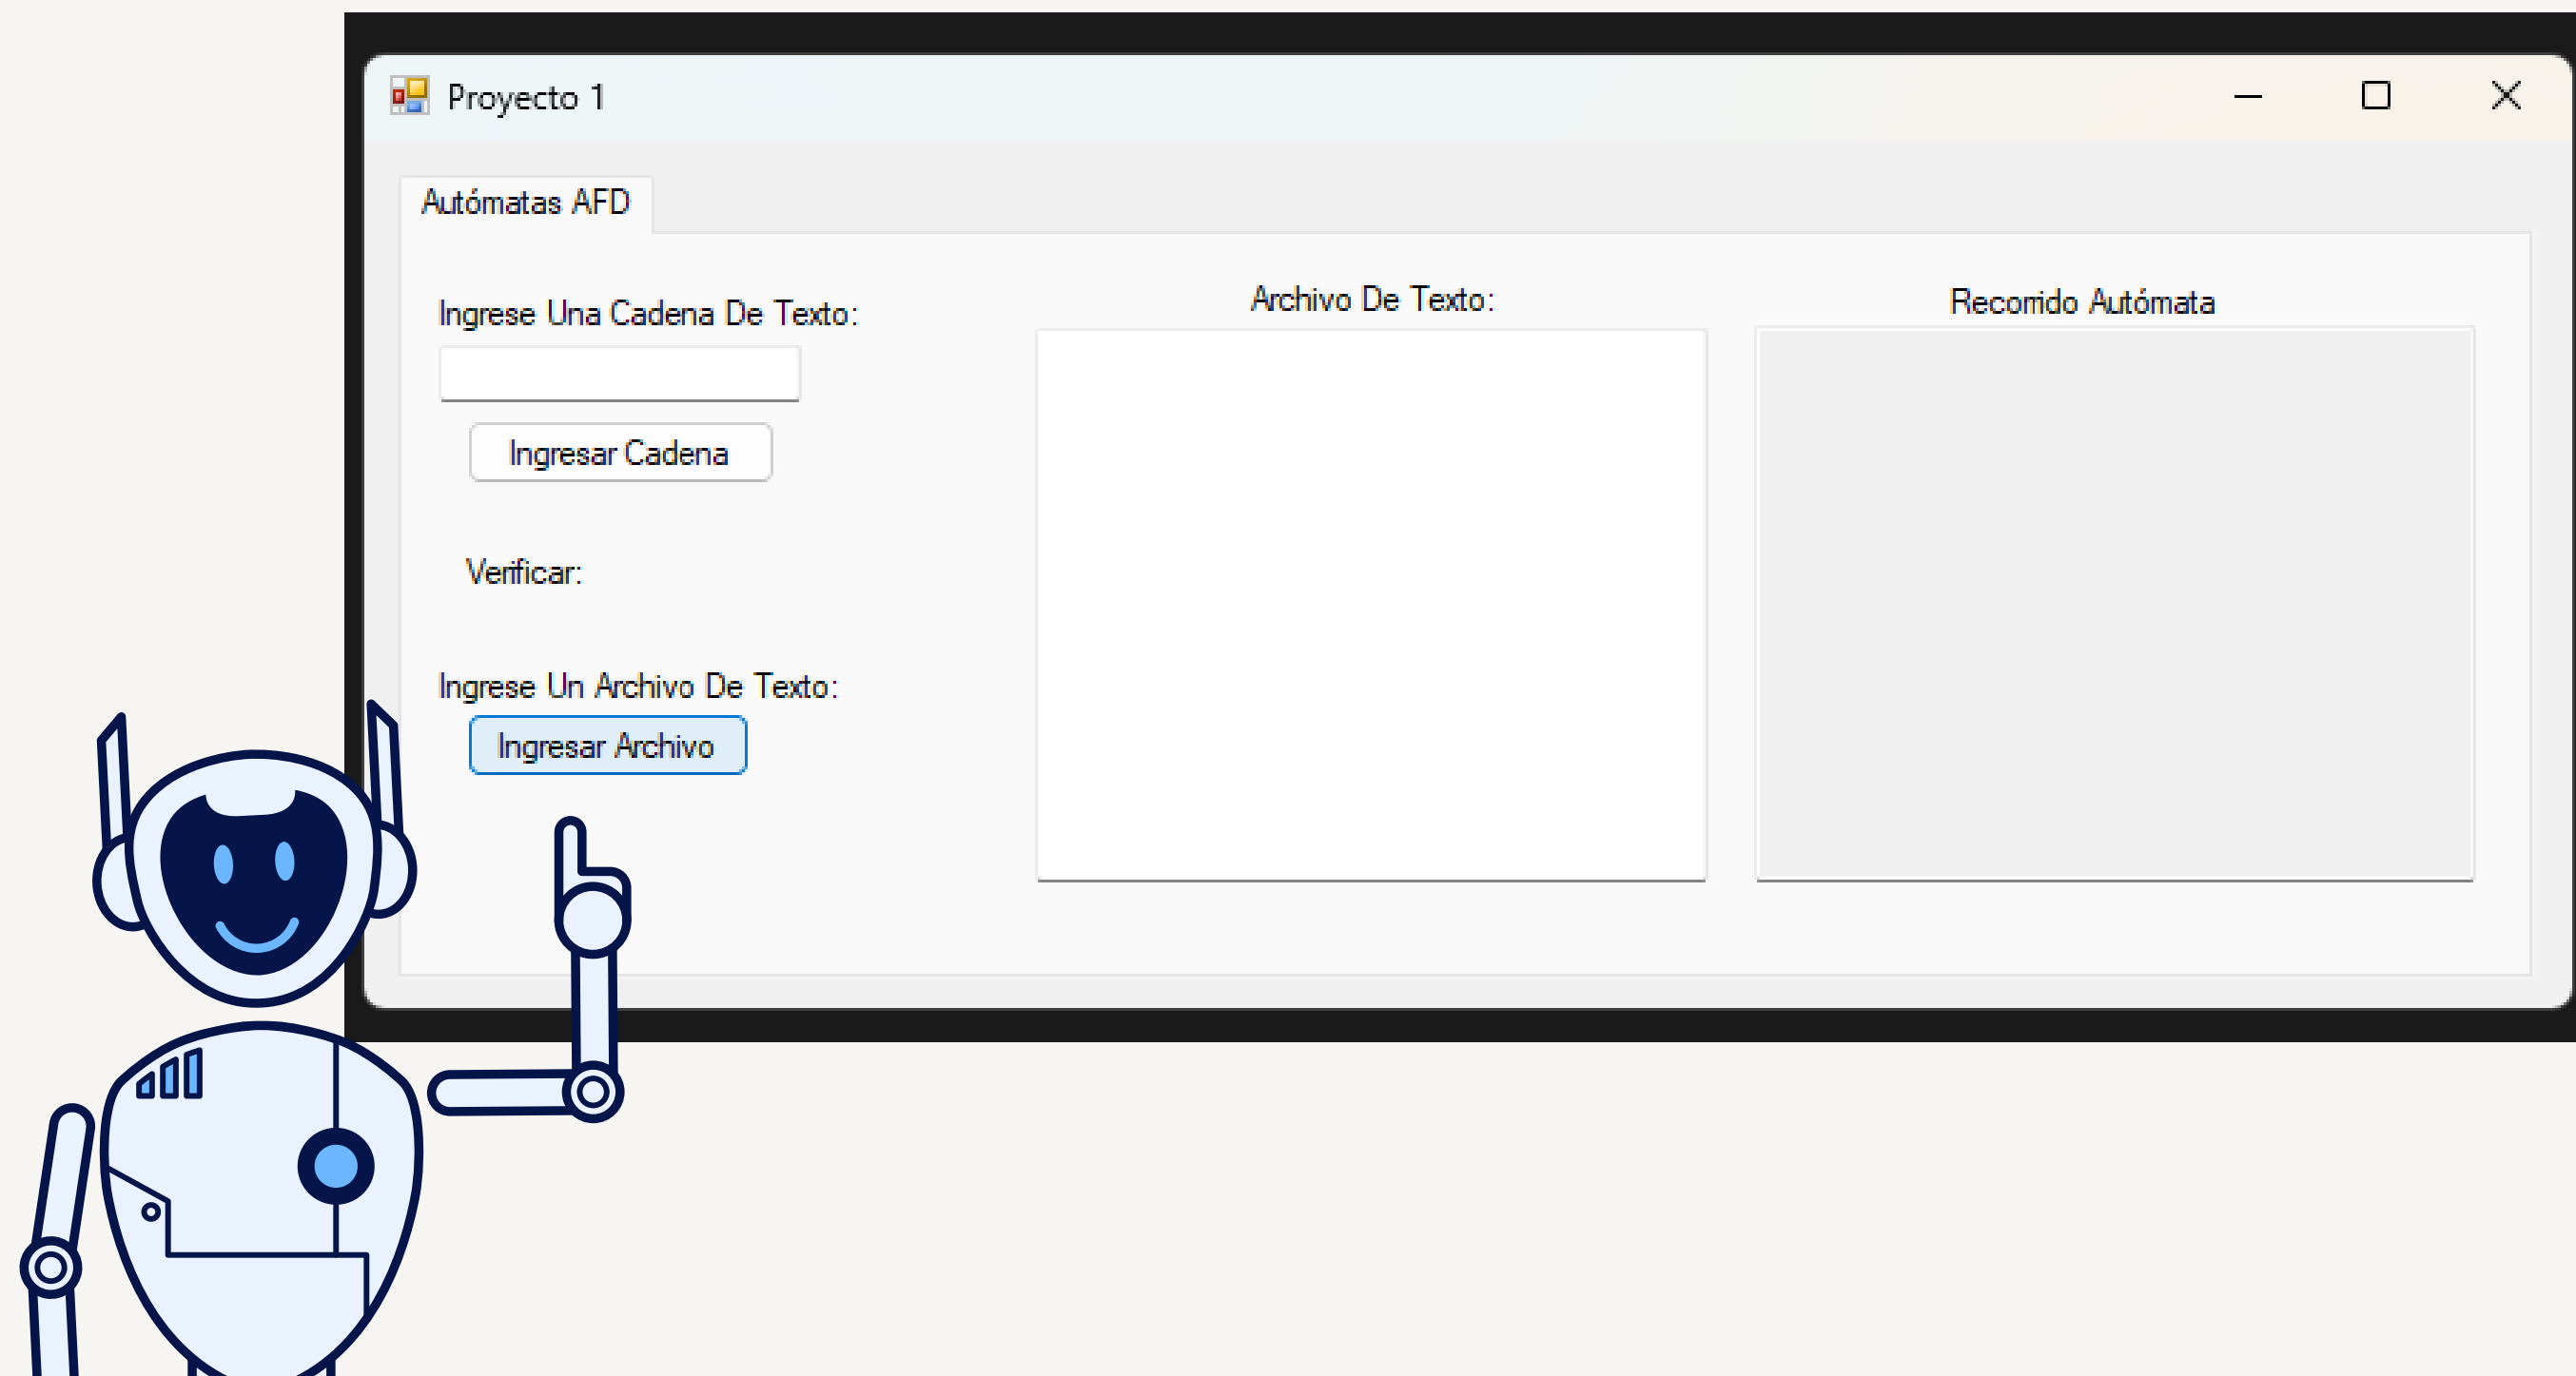 Proyecto 1
Autómatas AFD
Ingrese Una Cadena De Texto:
Ingresar Cadena
Verificar:
Ingrese Un Archivo De Texto:
Ingresar Archivo
Archivo De Texto:
Recorrido Autómata